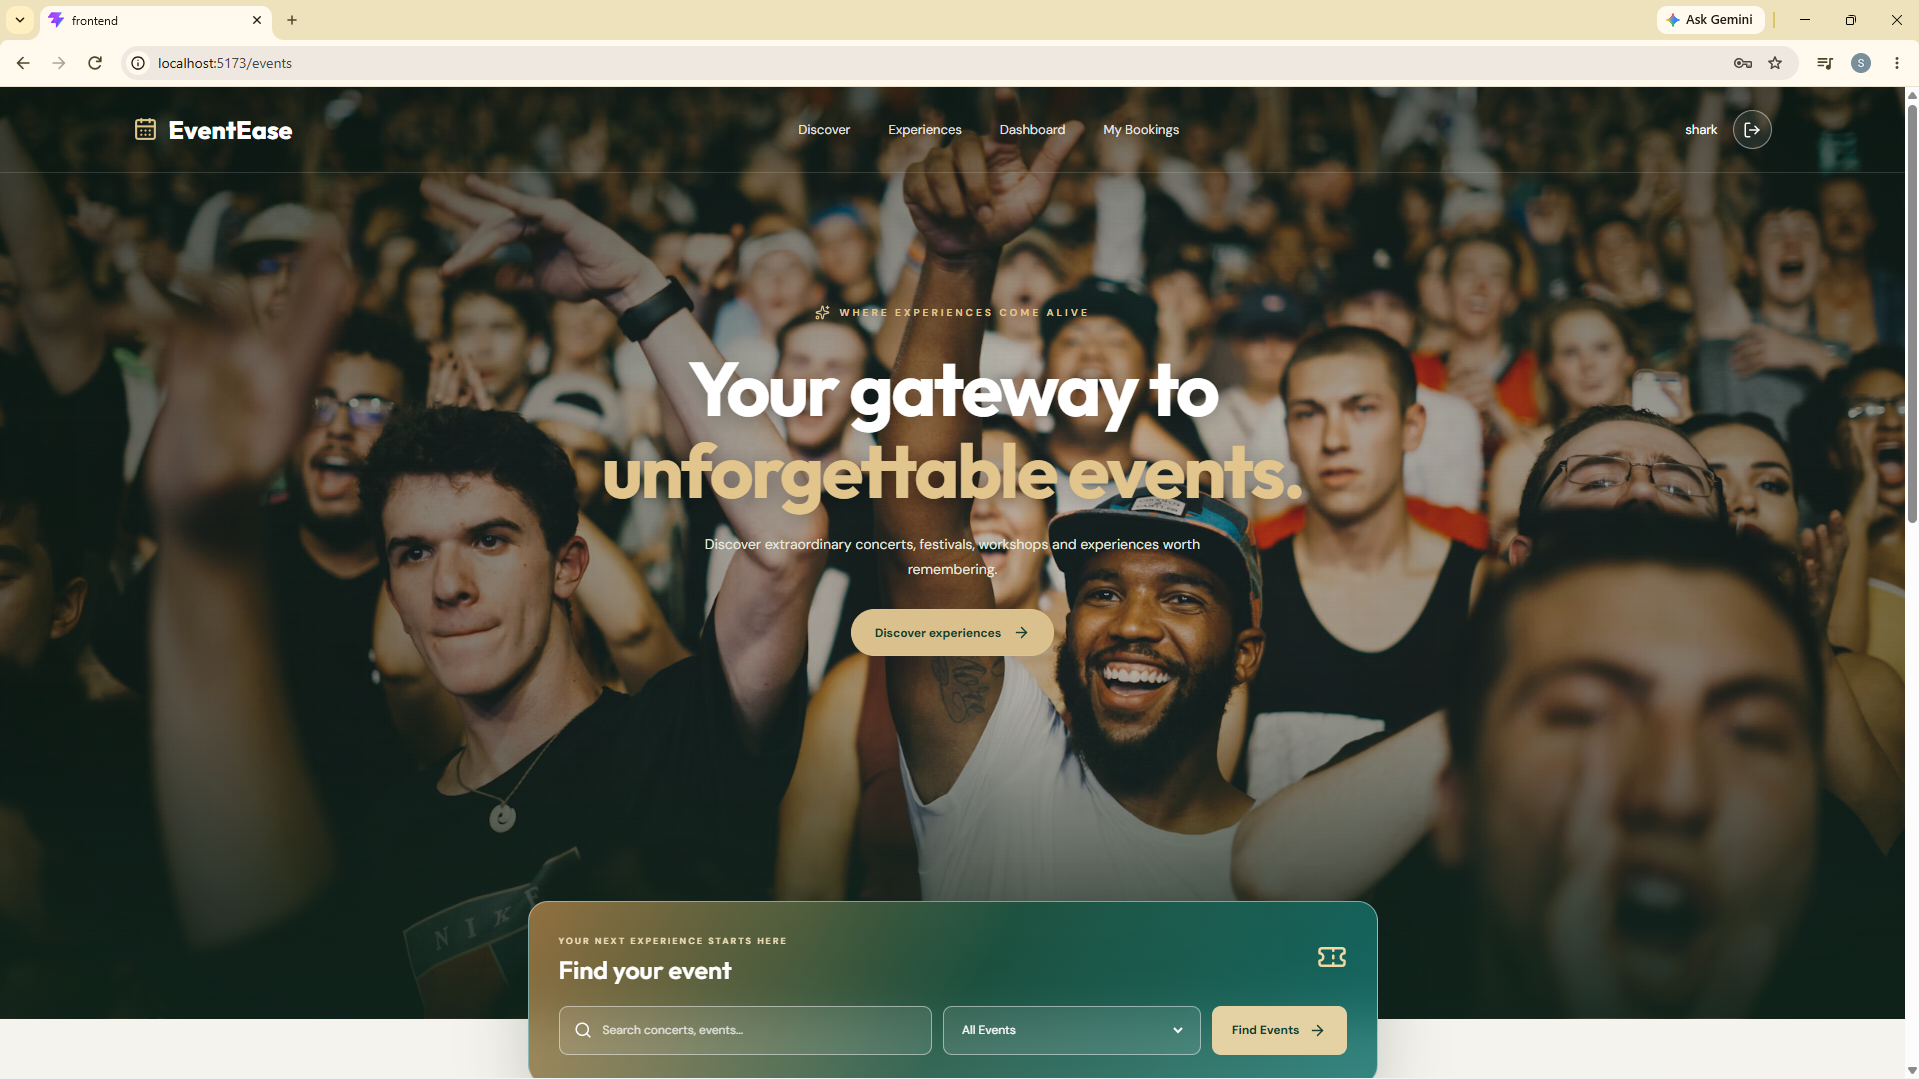 frontend
Ask Gemini
localhost:5173/events
S
EventEase
Discover
Experiences
Dashboard
My Bookings
shark
WHERE EXPERIENCES COME ALIVE
Your gateway to
unforgettable events.
Discover extraordinary concerts, festivals, workshops and experiences worth
remembering.
Discover experiences
NIKE
YOUR NEXT EXPERIENCE STARTS HERE
Find your event
Search concerts, events...
All Events
Find Events